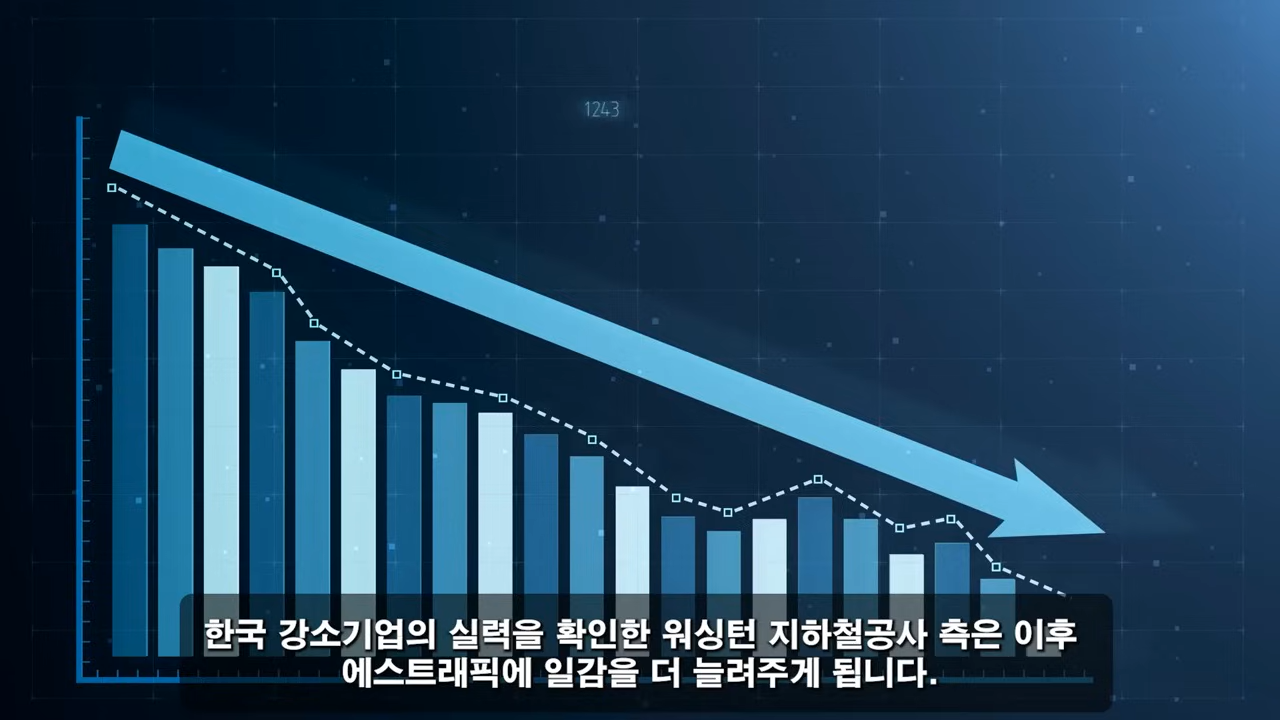 1243
한국 강소기업의 실력을 확인한 워싱턴 지하철공사 측은 이후
에스트래픽에 일감을 더 늘려주게 됩니다.